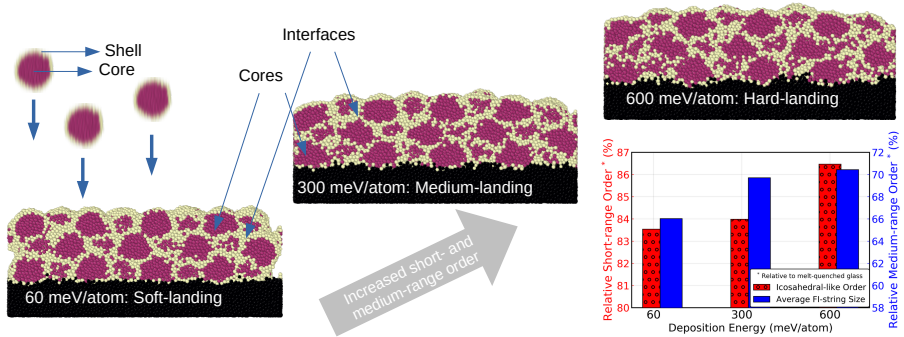 Shell
Core
Interfaces
Cores
60 meV/atom: Soft-landing
300 meV/atom: Medium-landing
600 meV/atom: Hard-landing
Increased short- and
medium-range order
Relative Short-range Order * (%)
87
86
85
84
83
82
81
80
Relative Medium-range Order * (%)
72
70
68
66
64
62
60
58
* Relative to melt-quenched glass
Icosahedral-like Order
Average FI-string Size
60
300
600
Deposition Energy (meV/atom)